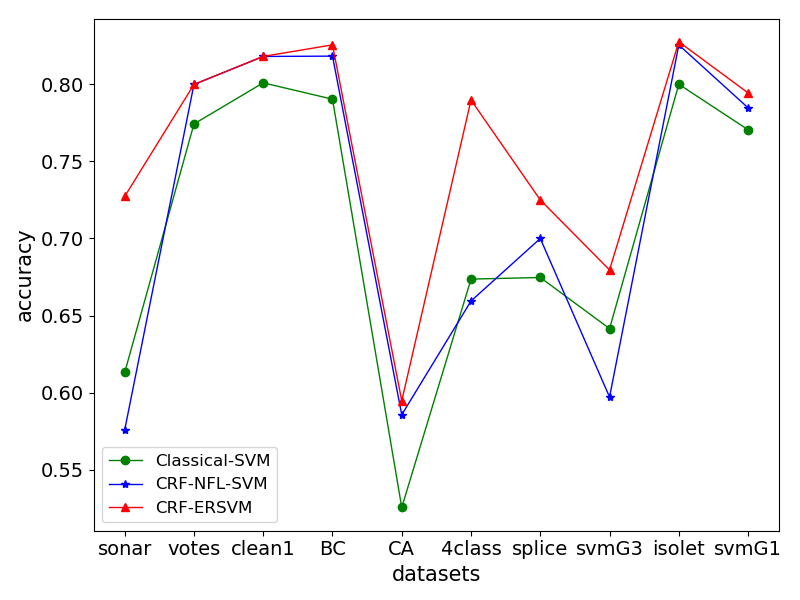 accuracy
0.80
0.75
0.70
0.65
0.60
0.55
Classical-SVM
CRF-NFL-SVM
CRF-ERSVM
sonar votes clean1 BC CA 4class splice svmG3 isolet svmG1
datasets